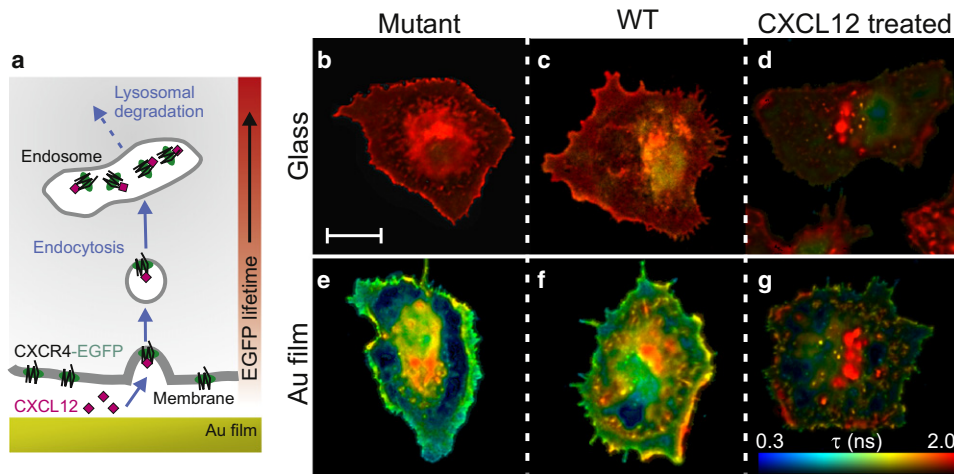 Mutant
WT
CXCL12 treated
a
Lysosomal
degradation
Endosome
Endocytosis
CXCR4-EGFP
CXCL12
Membrane
Au film
EGFP lifetime
Glass
Au film
b
c
d
e
f
g
0.3 τ (ns) 2.0